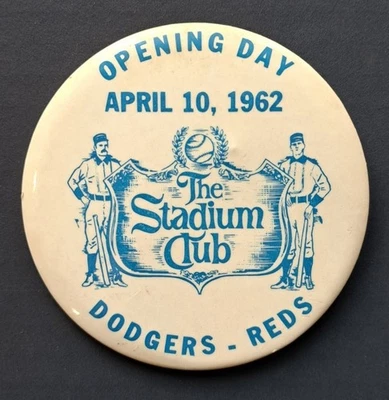 OPENING DAY
APRIL 10, 1962
The
Stadium
Club
DODGERS - REDS